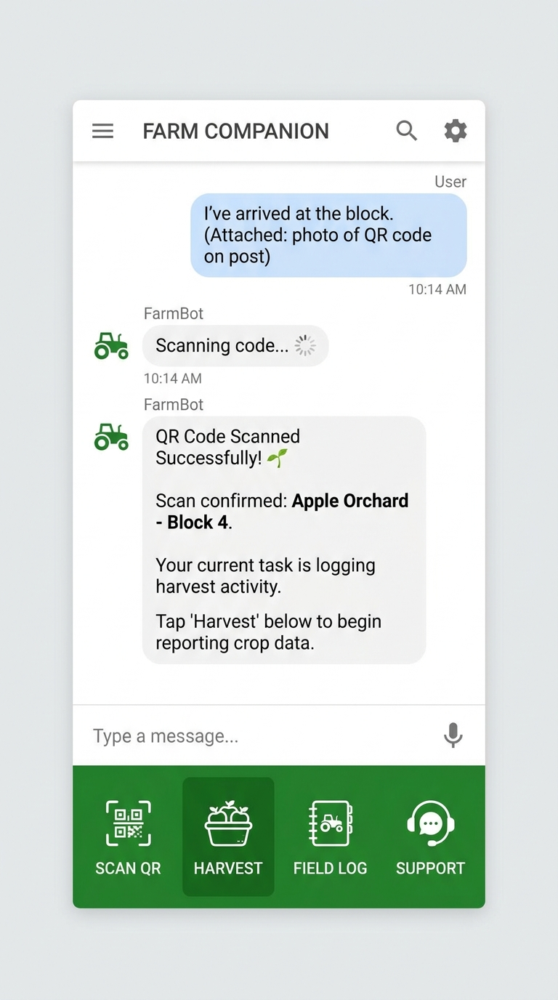 FARM COMPANION
User
I’ve arrived at the block.
(Attached: photo of QR code
on post)
10:14 AM
FarmBot
Scanning code...
10:14 AM
FarmBot
QR Code Scanned
Successfully! 🌱
Scan confirmed: Apple Orchard
- Block 4.
Your current task is logging
harvest activity.
Tap 'Harvest' below to begin
reporting crop data.
Type a message...
SCAN QR
HARVEST
FIELD LOG
SUPPORT